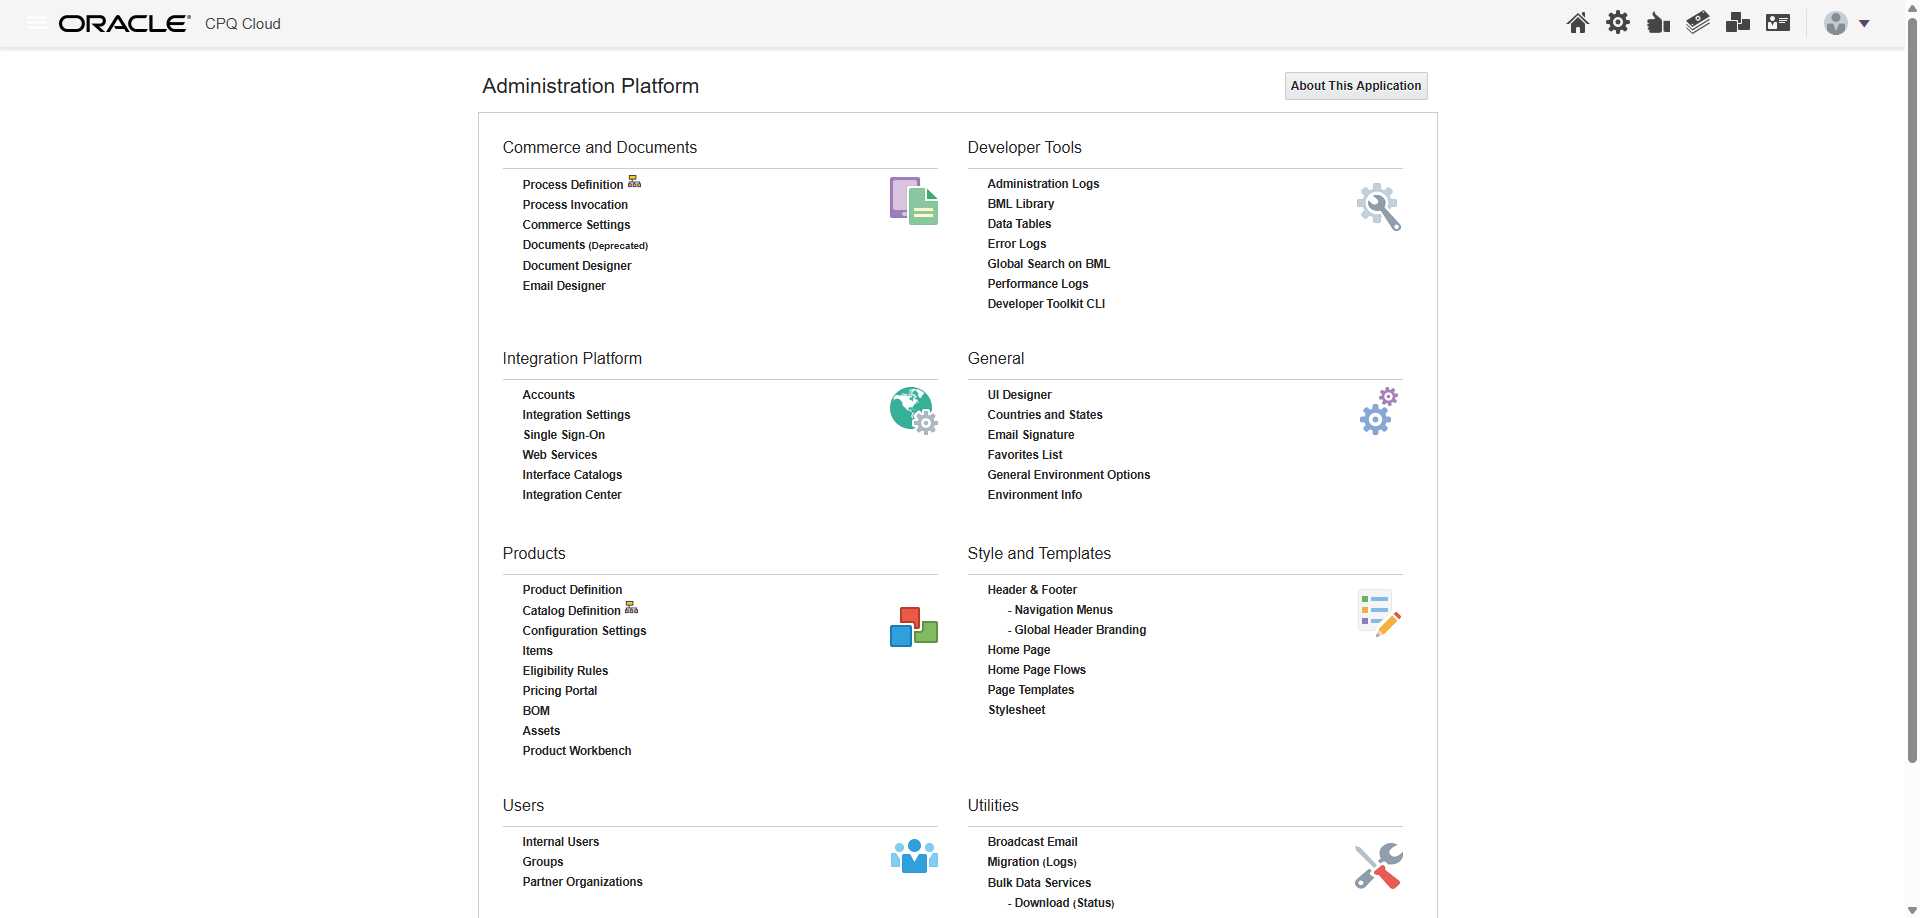 ORACLE® CPQ Cloud
Administration Platform
About This Application
Commerce and Documents
Process Definition
Process Invocation
Commerce Settings
Documents (Deprecated)
Document Designer
Email Designer
Developer Tools
Administration Logs
BML Library
Data Tables
Error Logs
Global Search on BML
Performance Logs
Developer Toolkit CLI
Integration Platform
Accounts
Integration Settings
Single Sign-On
Web Services
Interface Catalogs
Integration Center
General
UI Designer
Countries and States
Email Signature
Favorites List
General Environment Options
Environment Info
Products
Product Definition
Catalog Definition
Configuration Settings
Items
Eligibility Rules
Pricing Portal
BOM
Assets
Product Workbench
Style and Templates
Header & Footer
- Navigation Menus
- Global Header Branding
Home Page
Home Page Flows
Page Templates
Stylesheet
Users
Internal Users
Groups
Partner Organizations
Utilities
Broadcast Email
Migration (Logs)
Bulk Data Services
- Download (Status)